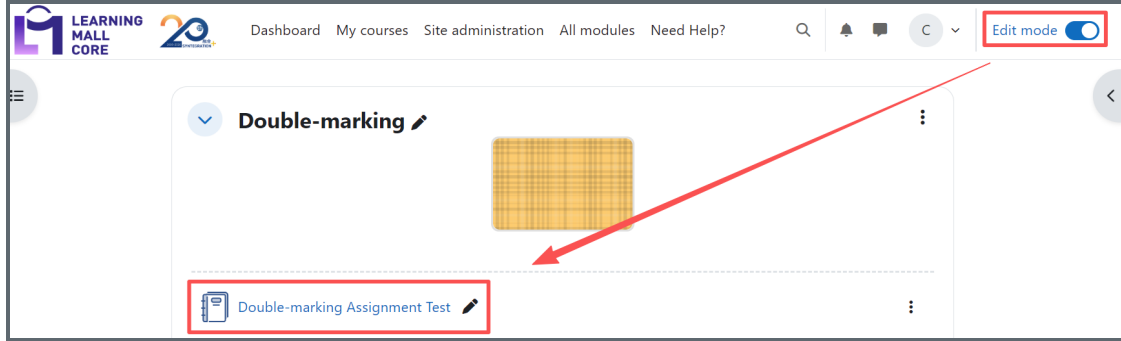 LEARNING
MALL
CORE
20
Dashboard My courses Site administration All modules Need Help?
C
Edit mode
Double-marking
Double-marking Assignment Test